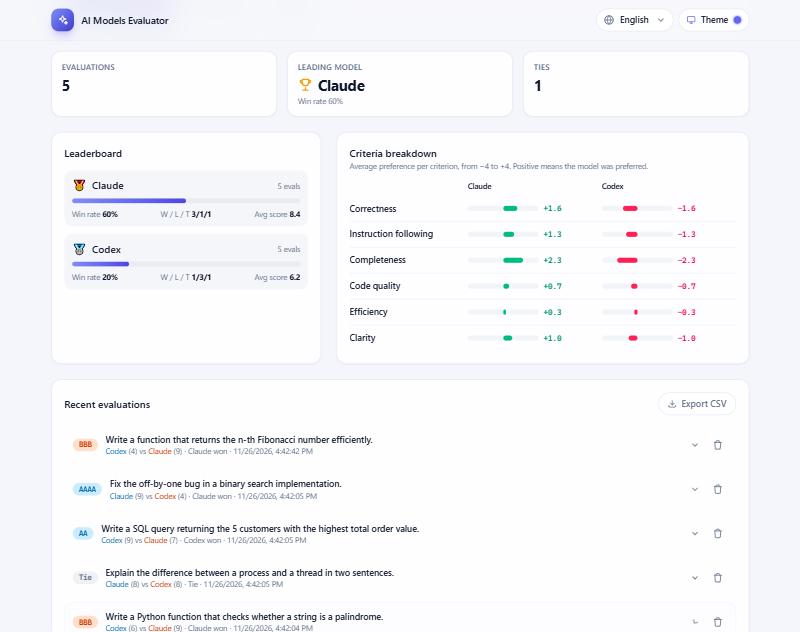 AI Models Evaluator
English
Theme
EVALUATIONS
5
LEADING MODEL
Claude
Win rate 60%
TIES
1
Leaderboard
Claude 5 evals
Win rate 60% W / L / T 3/1/1 Avg score 8.4
Codex 5 evals
Win rate 20% W / L / T 1/3/1 Avg score 6.2
Criteria breakdown
Average preference per criterion, from −4 to +4. Positive means the model was preferred.
Claude Codex
Correctness +1.6 −1.6
Instruction following +1.3 −1.3
Completeness +2.3 −2.3
Code quality +0.7 −0.7
Efficiency +0.3 −0.3
Clarity +1.0 −1.0
Recent evaluations
Export CSV
BBB Write a function that returns the n-th Fibonacci number efficiently.
Codex (4) vs Claude (9) · Claude won · 11/26/2026, 4:42:42 PM
AAAA Fix the off-by-one bug in a binary search implementation.
Claude (9) vs Codex (4) · Claude won · 11/26/2026, 4:42:05 PM
AA Write a SQL query returning the 5 customers with the highest total order value.
Codex (9) vs Claude (7) · Codex won · 11/26/2026, 4:42:05 PM
Tie Explain the difference between a process and a thread in two sentences.
Claude (8) vs Codex (8) · Tie · 11/26/2026, 4:42:05 PM
BBB Write a Python function that checks whether a string is a palindrome.
Codex (6) vs Claude (9) · Claude won · 11/26/2026, 4:42:04 PM